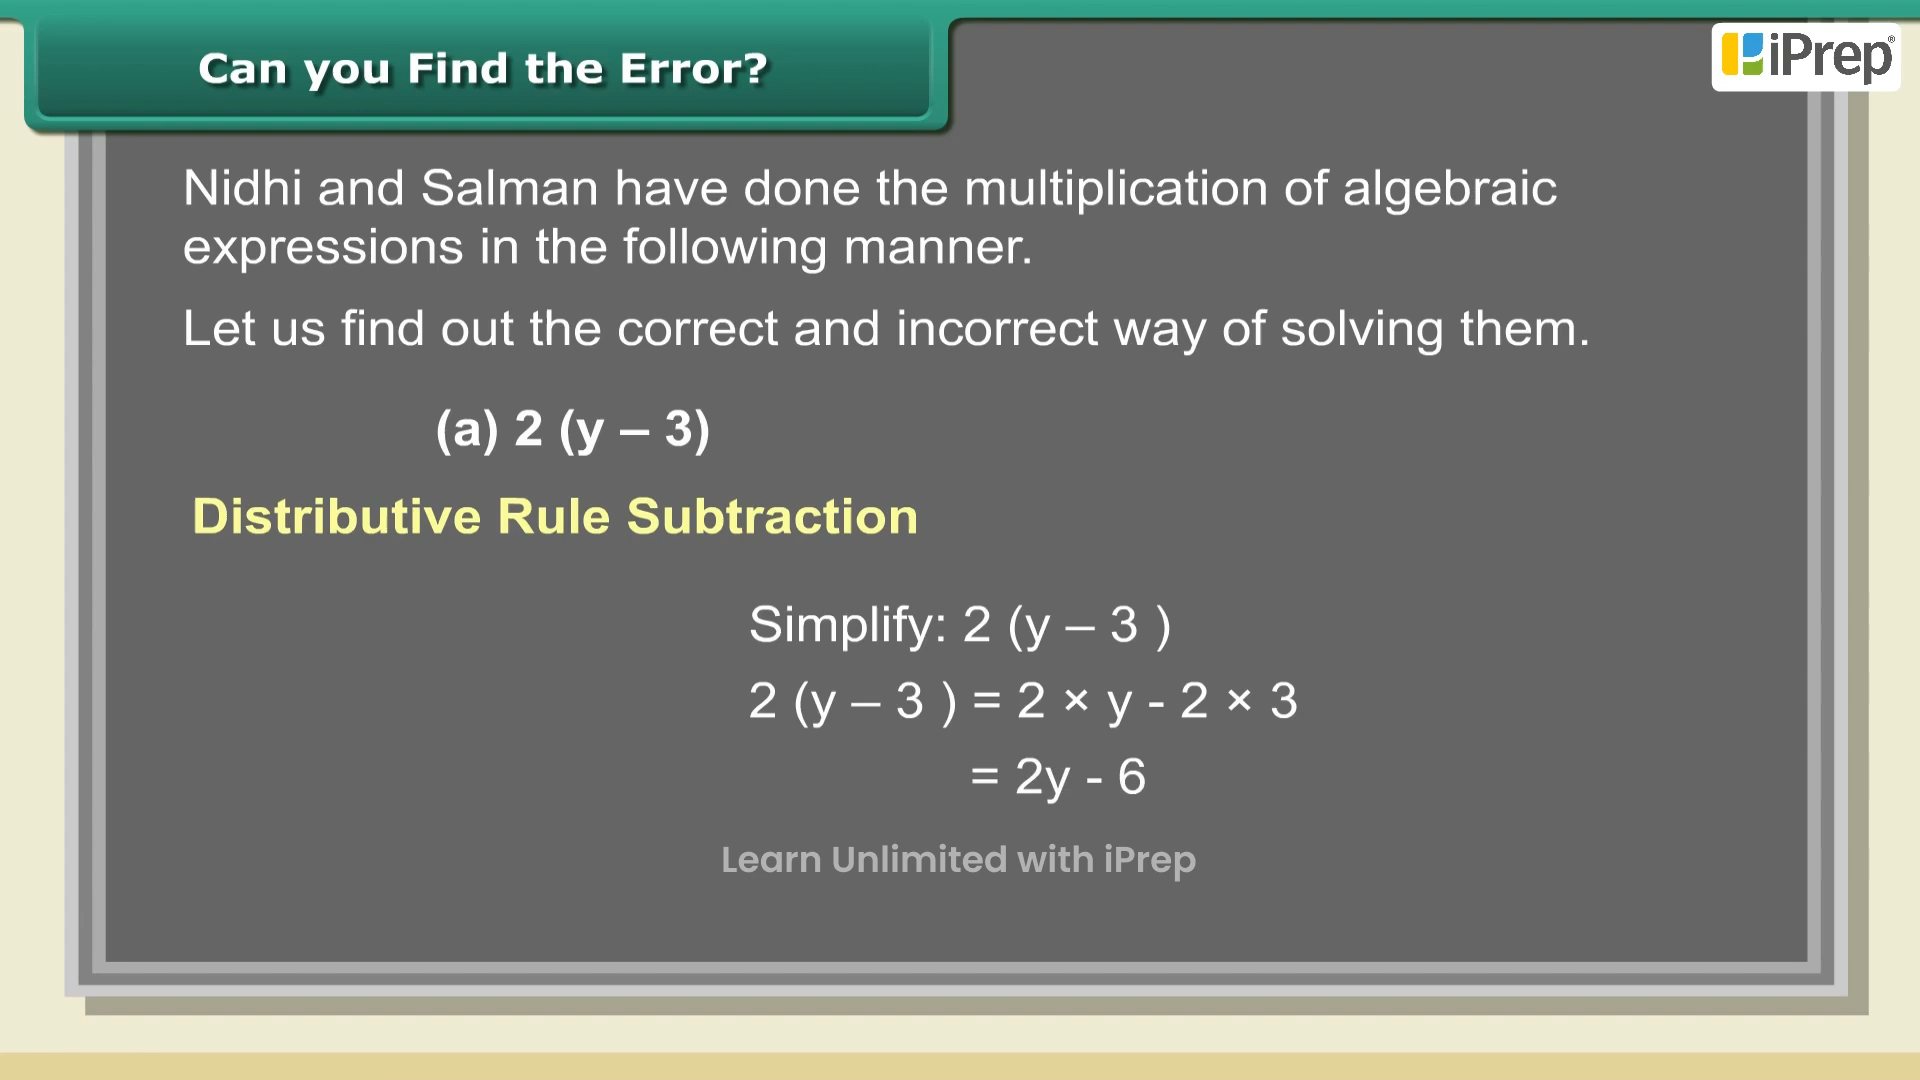 Can you Find the Error?
iPrep®
Nidhi and Salman have done the multiplication of algebraic
expressions in the following manner.
Let us find out the correct and incorrect way of solving them.
(a) 2 (y – 3)
Distributive Rule Subtraction
Simplify: 2 (y – 3 )
2 (y – 3 ) = 2 × y - 2 × 3
= 2y - 6
Learn Unlimited with iPrep